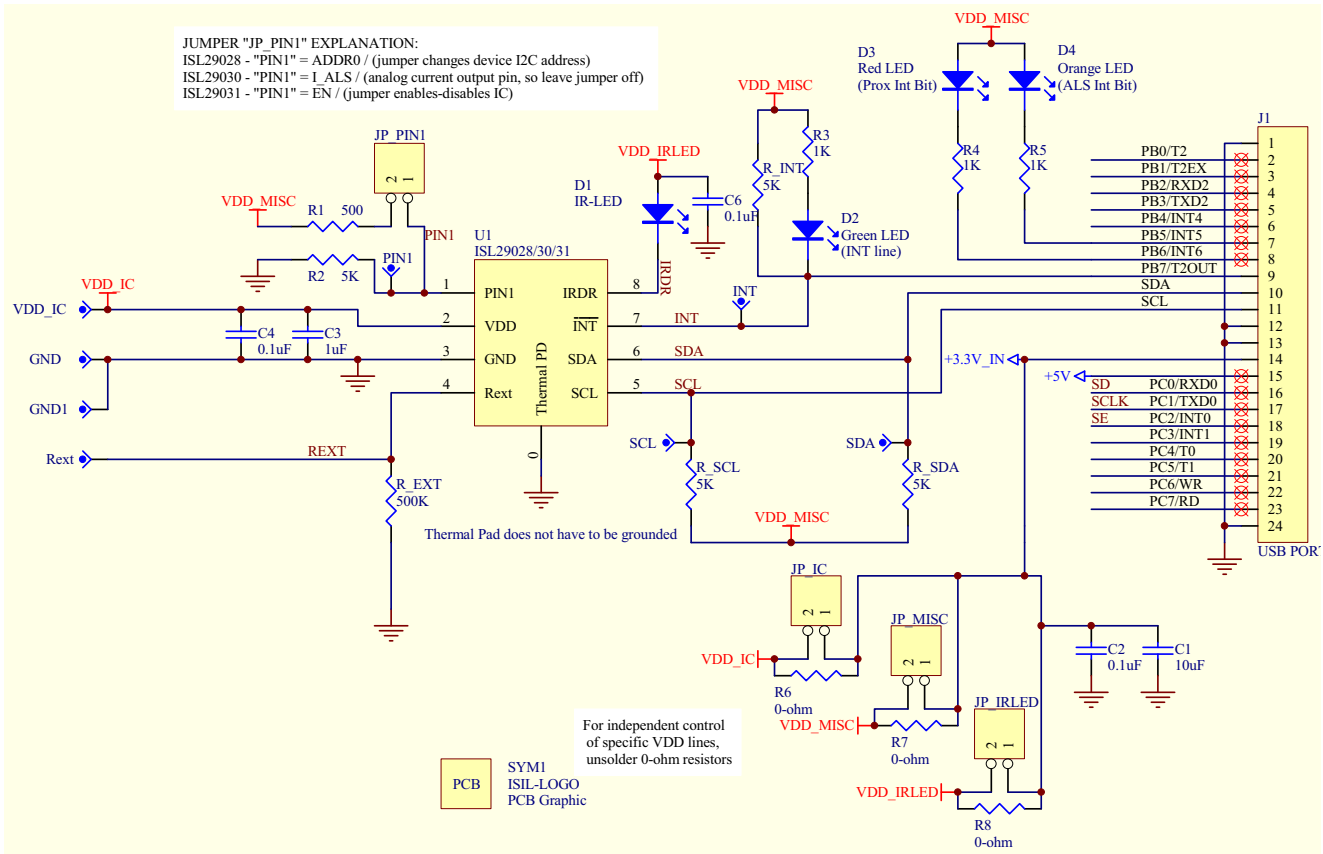 JUMPER "JP_PIN1" EXPLANATION:
ISL29028 - "PIN1" = ADDR0 / (jumper changes device I2C address)
ISL29030 - "PIN1" = I_ALS / (analog current output pin, so leave jumper off)
ISL29031 - "PIN1" = EN / (jumper enables-disables IC)
JP_PIN1
2
1
VDD_MISC
R1
500
R2
5K
PIN1
PIN1
VDD_IC
VDD_IC
C4
0.1uF
C3
1uF
GND
GND1
Rext
REXT
R_EXT
500K
U1
ISL29028/30/31
1
PIN1
2
VDD
3
GND
4
Rext
IRDR
8
INT
7
SDA
6
SCL
5
Thermal PD
0
Thermal Pad does not have to be grounded
VDD_IRLED
D1
IR-LED
C6
0.1uF
IRDR
VDD_MISC
R3
1K
R_INT
5K
D2
Green LED
(INT line)
INT
INT
SDA
SCL
SCL
SDA
R_SCL
5K
R_SDA
5K
VDD_MISC
VDD_MISC
D3
Red LED
(Prox Int Bit)
D4
Orange LED
(ALS Int Bit)
R4
1K
R5
1K
J1
1
PB0/T2
2
PB1/T2EX
3
PB2/RXD2
4
PB3/TXD2
5
PB4/INT4
6
PB5/INT5
7
PB6/INT6
8
PB7/T2OUT
9
SDA
10
SCL
11
12
13
+3.3V_IN
14
+5V
15
SD
PC0/RXD0
16
SCLK
PC1/TXD0
17
SE
PC2/INT0
18
PC3/INT1
19
PC4/T0
20
PC5/T1
21
PC6/WR
22
PC7/RD
23
24
USB POR
JP_IC
2
1
VDD_IC
R6
0-ohm
JP_MISC
2
1
VDD_MISC
R7
0-ohm
JP_IRLED
2
1
VDD_IRLED
R8
0-ohm
C2
0.1uF
C1
10uF
For independent control
of specific VDD lines,
unsolder 0-ohm resistors
PCB
SYM1
ISIL-LOGO
PCB Graphic